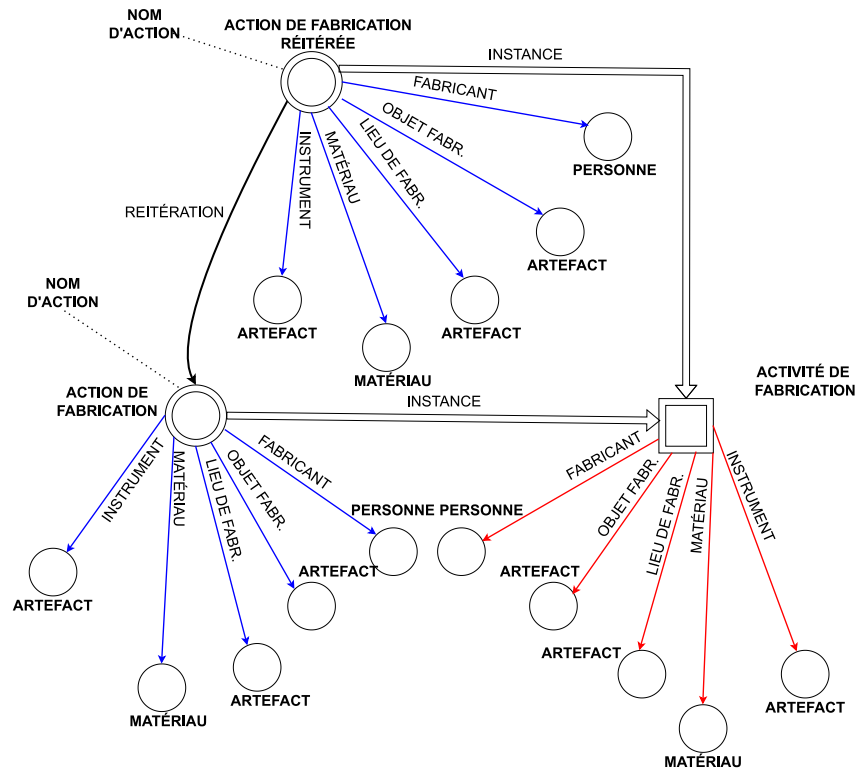 NOM
D'ACTION
ACTION DE FABRICATION
RÉITÉRÉE
INSTANCE
FABRICANT
OBJET FABR.
LIEU DE FABR.
MATÉRIAU
INSTRUMENT
PERSONNE
REITÉRATION
ARTEFACT
ARTEFACT
ARTEFACT
MATÉRIAU
NOM
D'ACTION
ACTION DE
FABRICATION
INSTANCE
ACTIVITÉ DE
FABRICATION
INSTRUMENT
MATÉRIAU
LIEU DE FABR.
OBJET FABR.
FABRICANT
FABRICANT
OBJET FABR.
LIEU DE FABR.
MATÉRIAU
INSTRUMENT
PERSONNE
PERSONNE
ARTEFACT
ARTEFACT
ARTEFACT
ARTEFACT
ARTEFACT
ARTEFACT
MATÉRIAU
MATÉRIAU